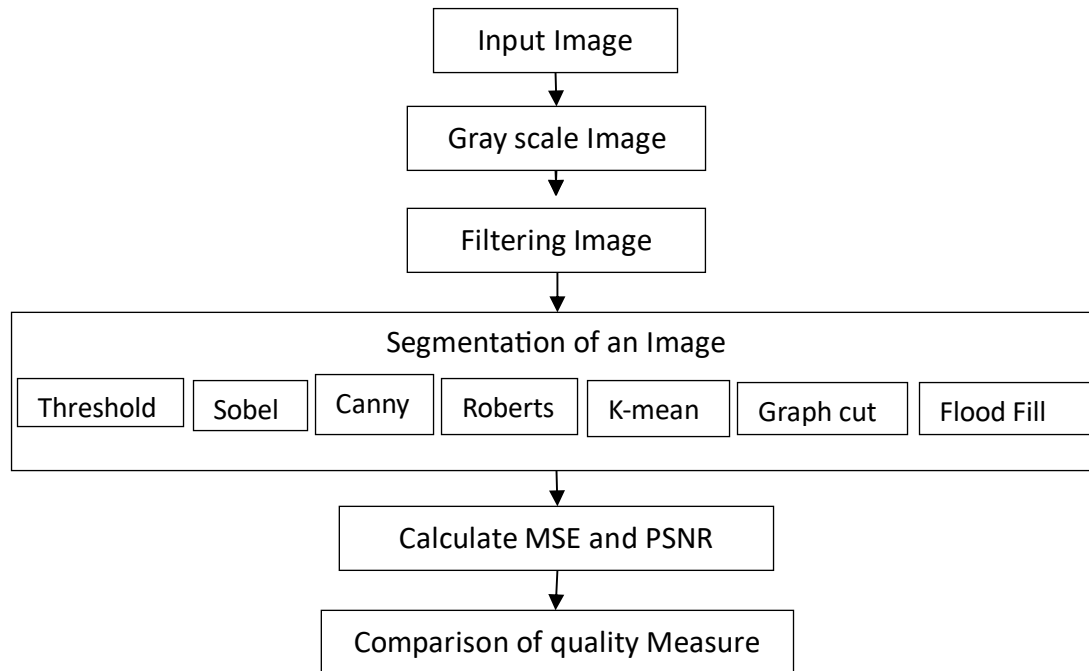 Input Image
Gray scale Image
Filtering Image
Segmentation of an Image
Threshold
Sobel
Canny
Roberts
K-mean
Graph cut
Flood Fill
Calculate MSE and PSNR
Comparison of quality Measure